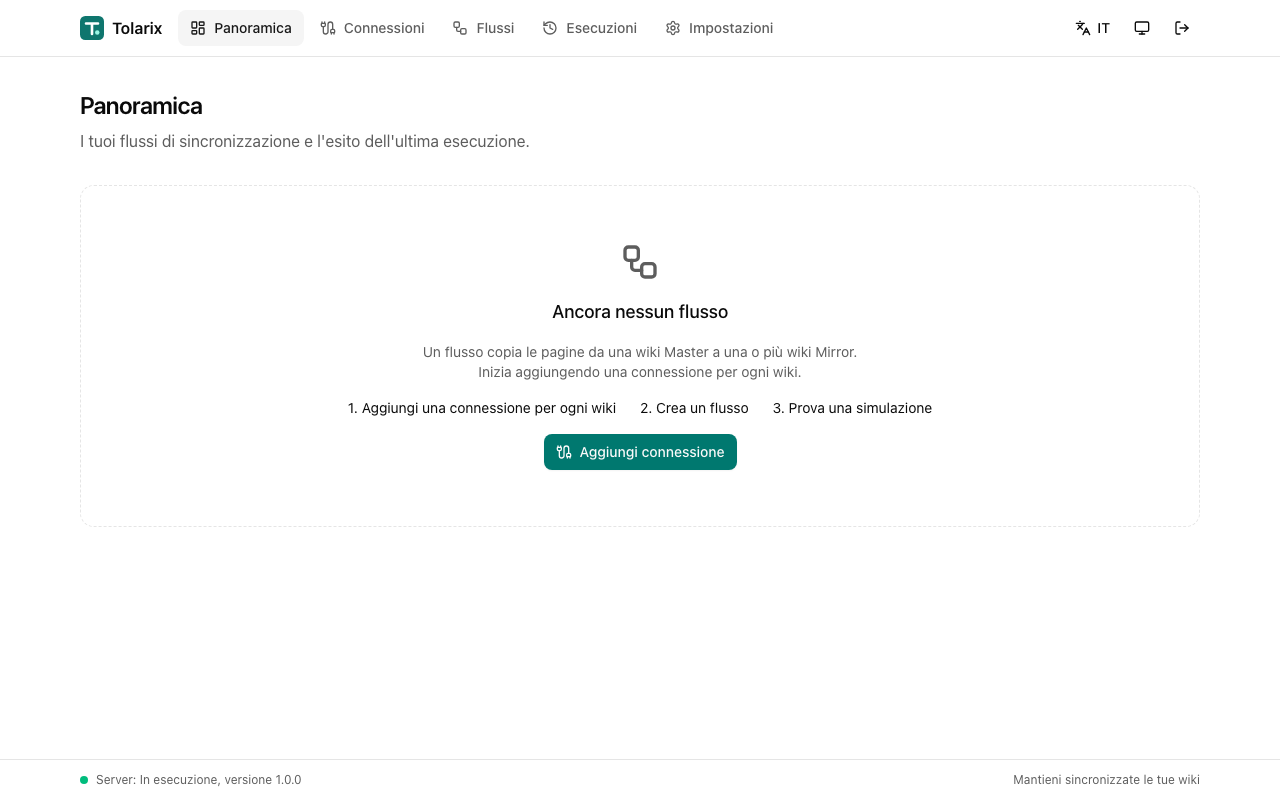 Tolarix
Panoramica
Connessioni
Flussi
Esecuzioni
Impostazioni
IT
Panoramica
I tuoi flussi di sincronizzazione e l'esito dell'ultima esecuzione.
Ancora nessun flusso
Un flusso copia le pagine da una wiki Master a una o più wiki Mirror.
Inizia aggiungendo una connessione per ogni wiki.
1. Aggiungi una connessione per ogni wiki
2. Crea un flusso
3. Prova una simulazione
Aggiungi connessione
Server: In esecuzione, versione 1.0.0
Mantieni sincronizzate le tue wiki